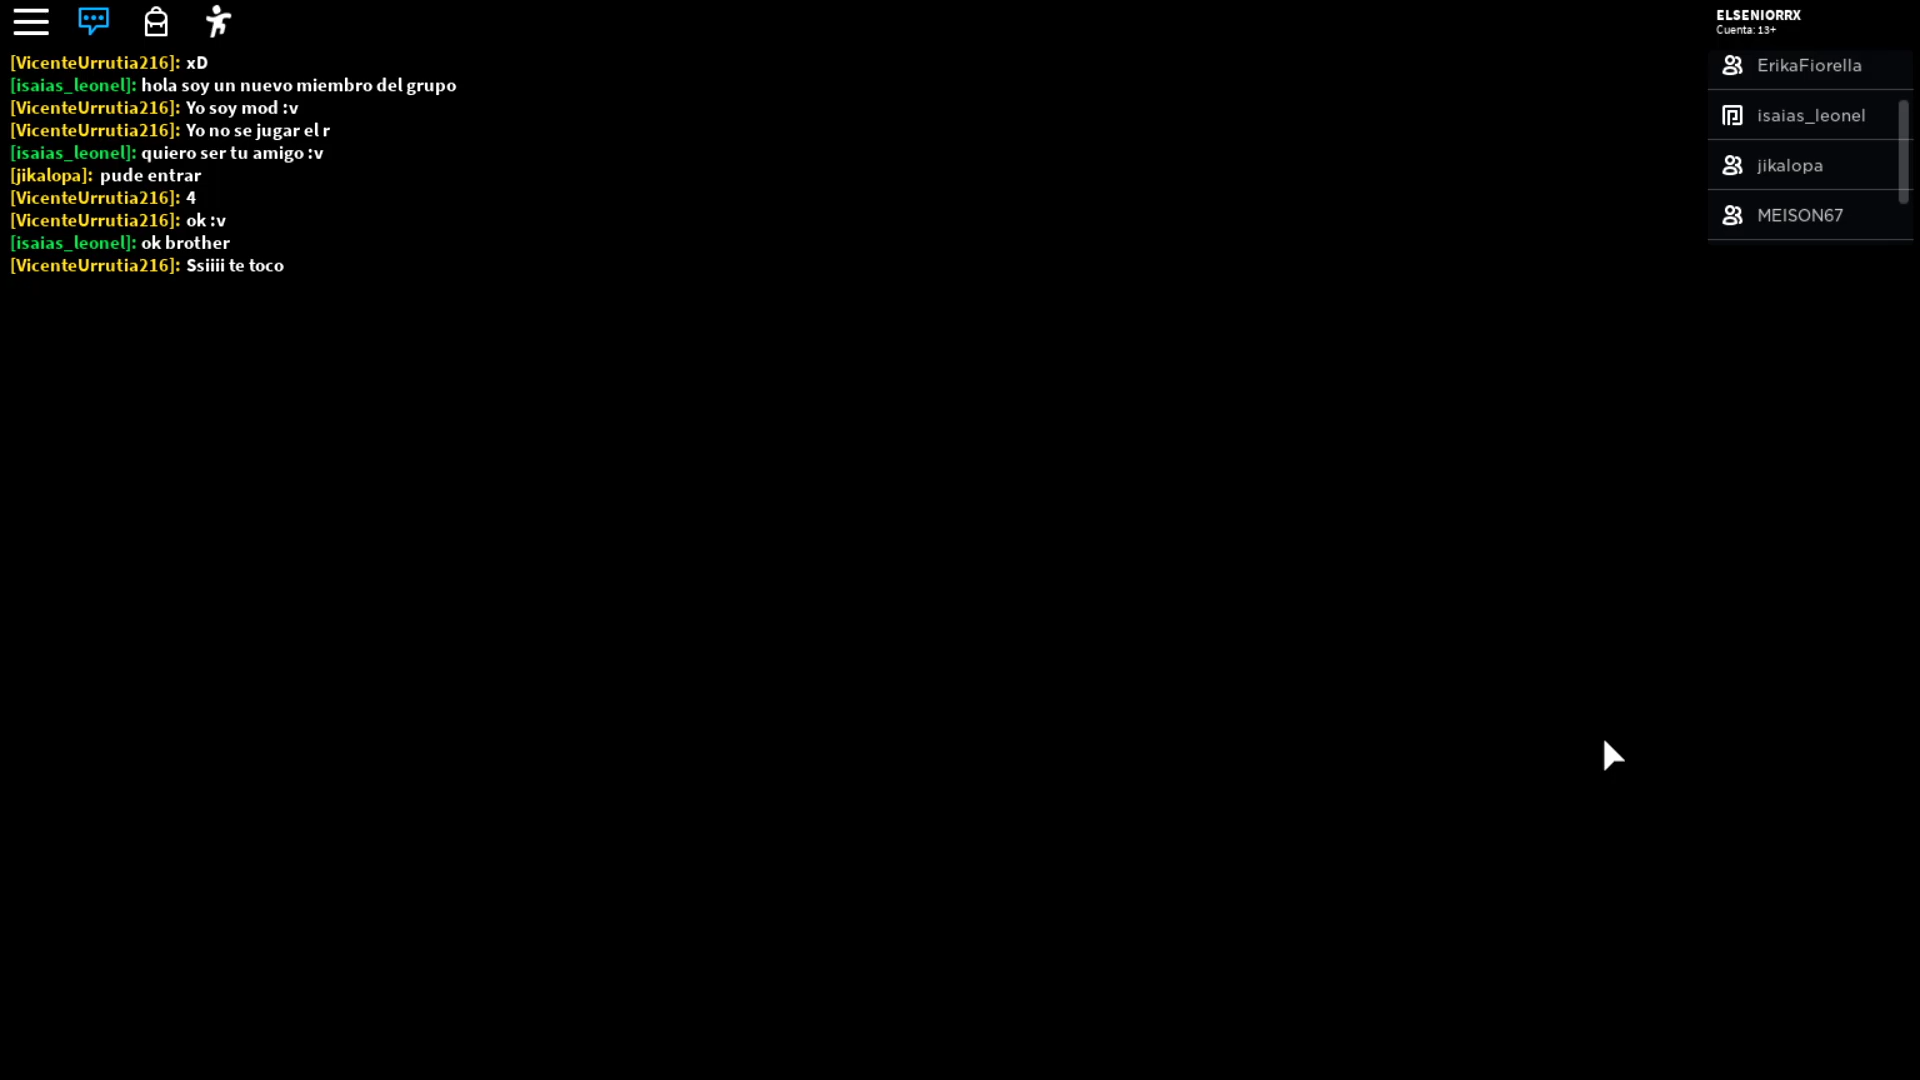 ELSENIORRX
Cuenta: 13+
[VicenteUrrutia216]: xD
[isaias_leonel]: hola soy un nuevo miembro del grupo
[VicenteUrrutia216]: Yo soy mod :v
[VicenteUrrutia216]: Yo no se jugar el r
[isaias_leonel]: quiero ser tu amigo :v
[jikalopa]: pude entrar
[VicenteUrrutia216]: 4
[VicenteUrrutia216]: ok :v
[isaias_leonel]: ok brother
[VicenteUrrutia216]: Ssiiii te toco
ErikaFiorella
isaias_leonel
jikalopa
MEISON67